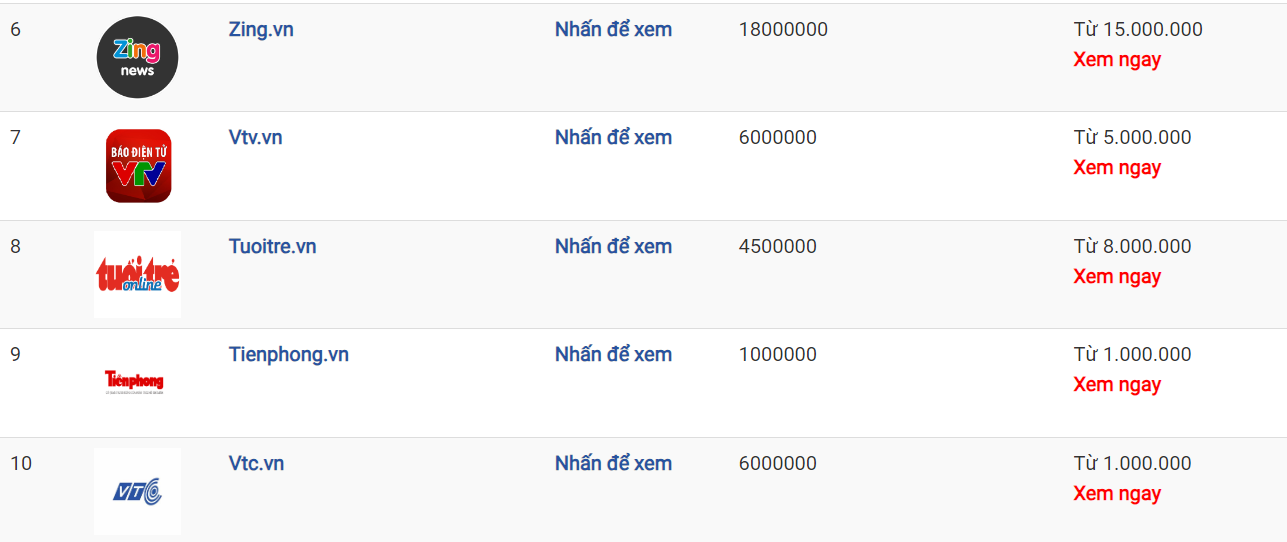 6 Zing news Zing.vn Nhấn để xem 18000000 Từ 15.000.000
Xem ngay
7 BÁO ĐIỆN TỬ VTV Vtv.vn Nhấn để xem 6000000 Từ 5.000.000
Xem ngay
8 tuổi trẻ online Tuoitre.vn Nhấn để xem 4500000 Từ 8.000.000
Xem ngay
9 Tiềnphong Tienphong.vn Nhấn để xem 1000000 Từ 1.000.000
Xem ngay
10 VTC Vtc.vn Nhấn để xem 6000000 Từ 1.000.000
Xem ngay